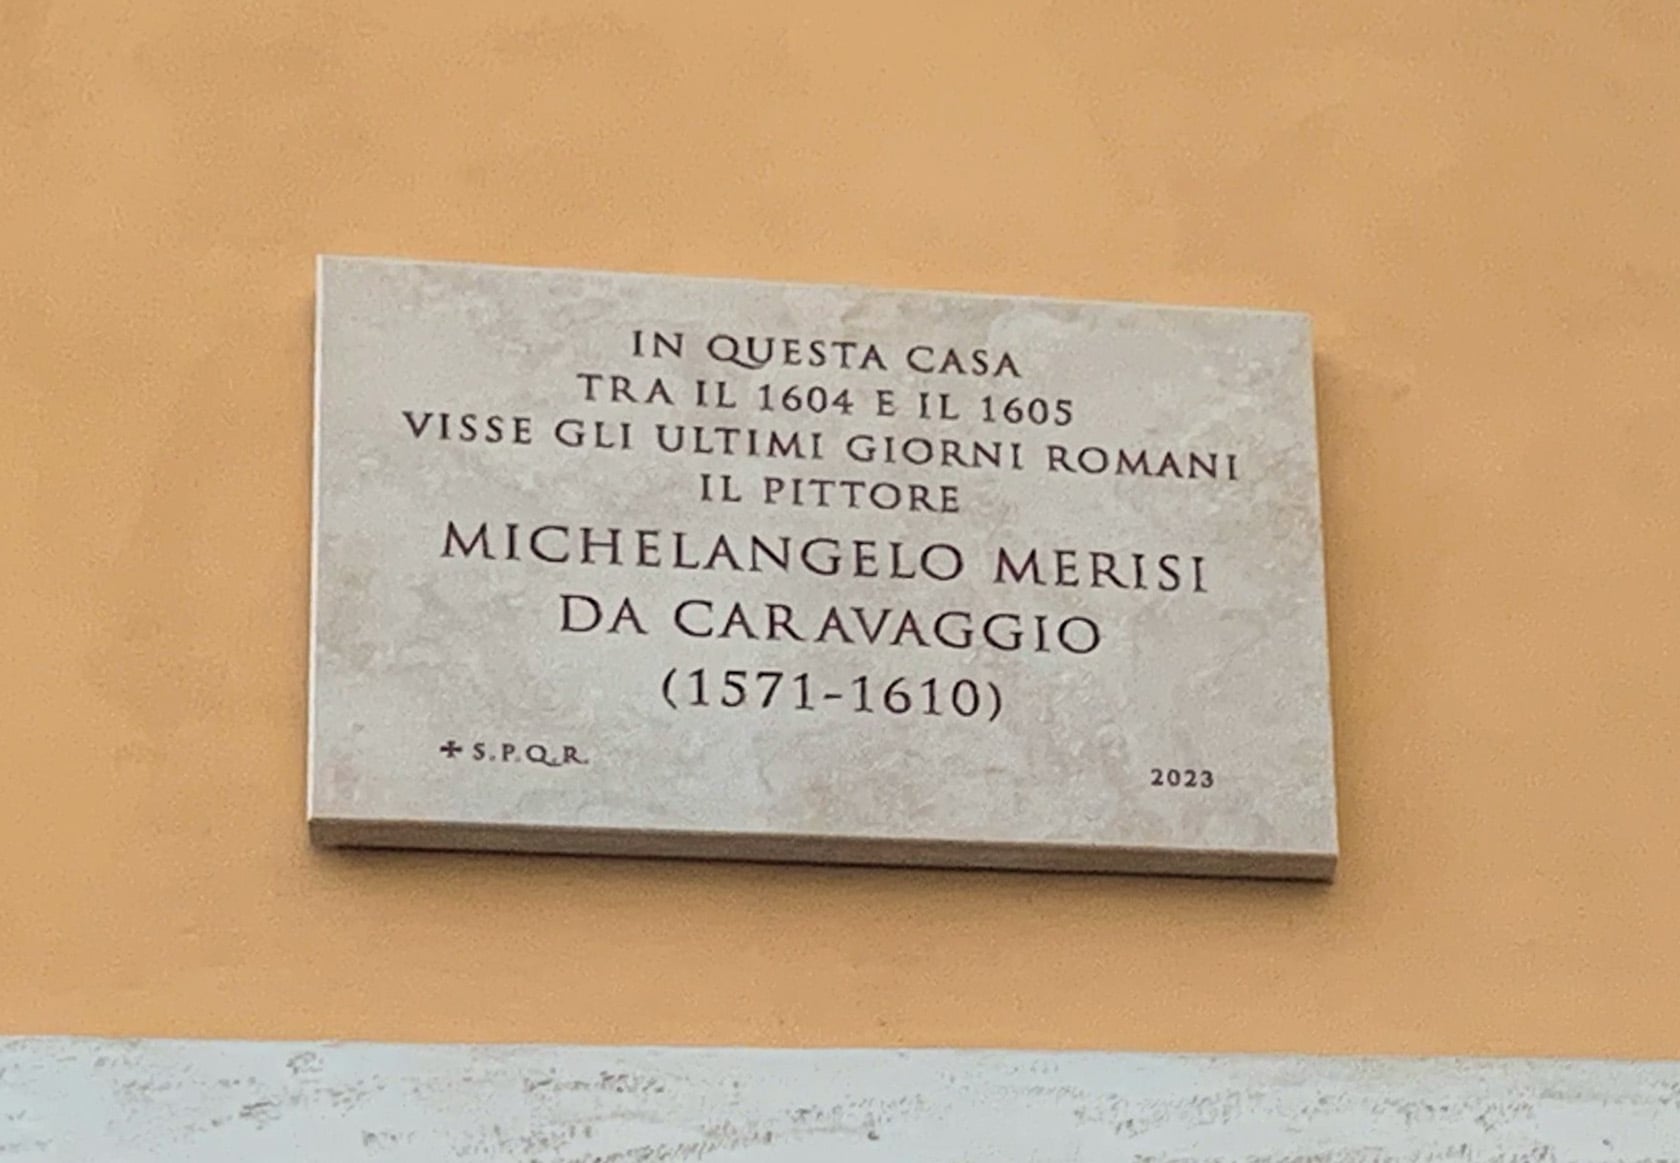 IN QUESTA CASA
TRA IL 1604 E IL 1605
VISSE GLI ULTIMI GIORNI ROMANI
IL PITTORE
MICHELANGELO MERISI
DA CARAVAGGIO
(1571-1610)
✠ S.P.Q.R.
2023